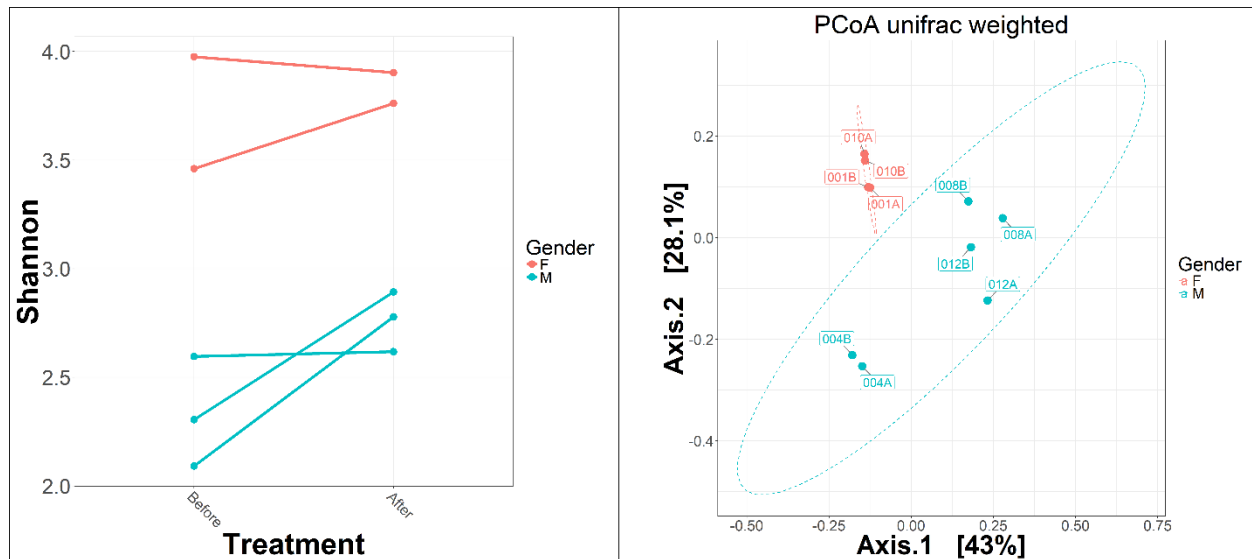 4.0
3.5
3.0
2.5
2.0
Shannon
Before
After
Treatment
Gender
F
M
PCoA unifrac weighted
0.2
0.0
-0.2
-0.4
Axis.2 [28.1%]
010A
010B
001B
001A
008B
008A
012B
012A
004B
004A
-0.50
-0.25
0.00
0.25
0.50
0.75
Axis.1 [43%]
Gender
a F
a M